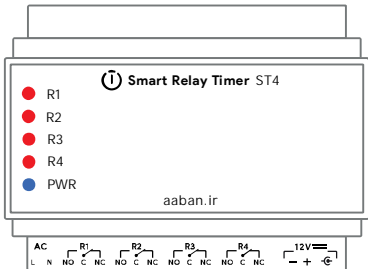 Smart Relay Timer ST4
R1
R2
R3
R4
PWR
aaban.ir
AC R1 R2 R3 R4 12V
L N NO C NC NO C NC NO C NC NO C NC − +